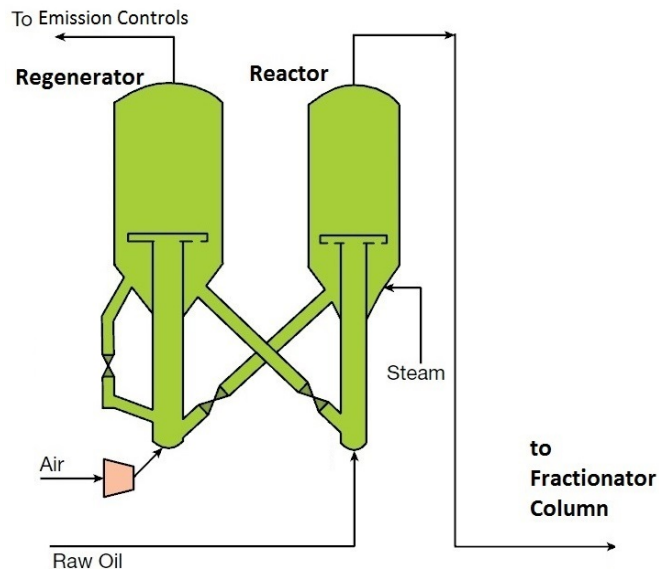 To Emission Controls
Regenerator
Reactor
Steam
Air
to
Fractionator
Column
Raw Oil